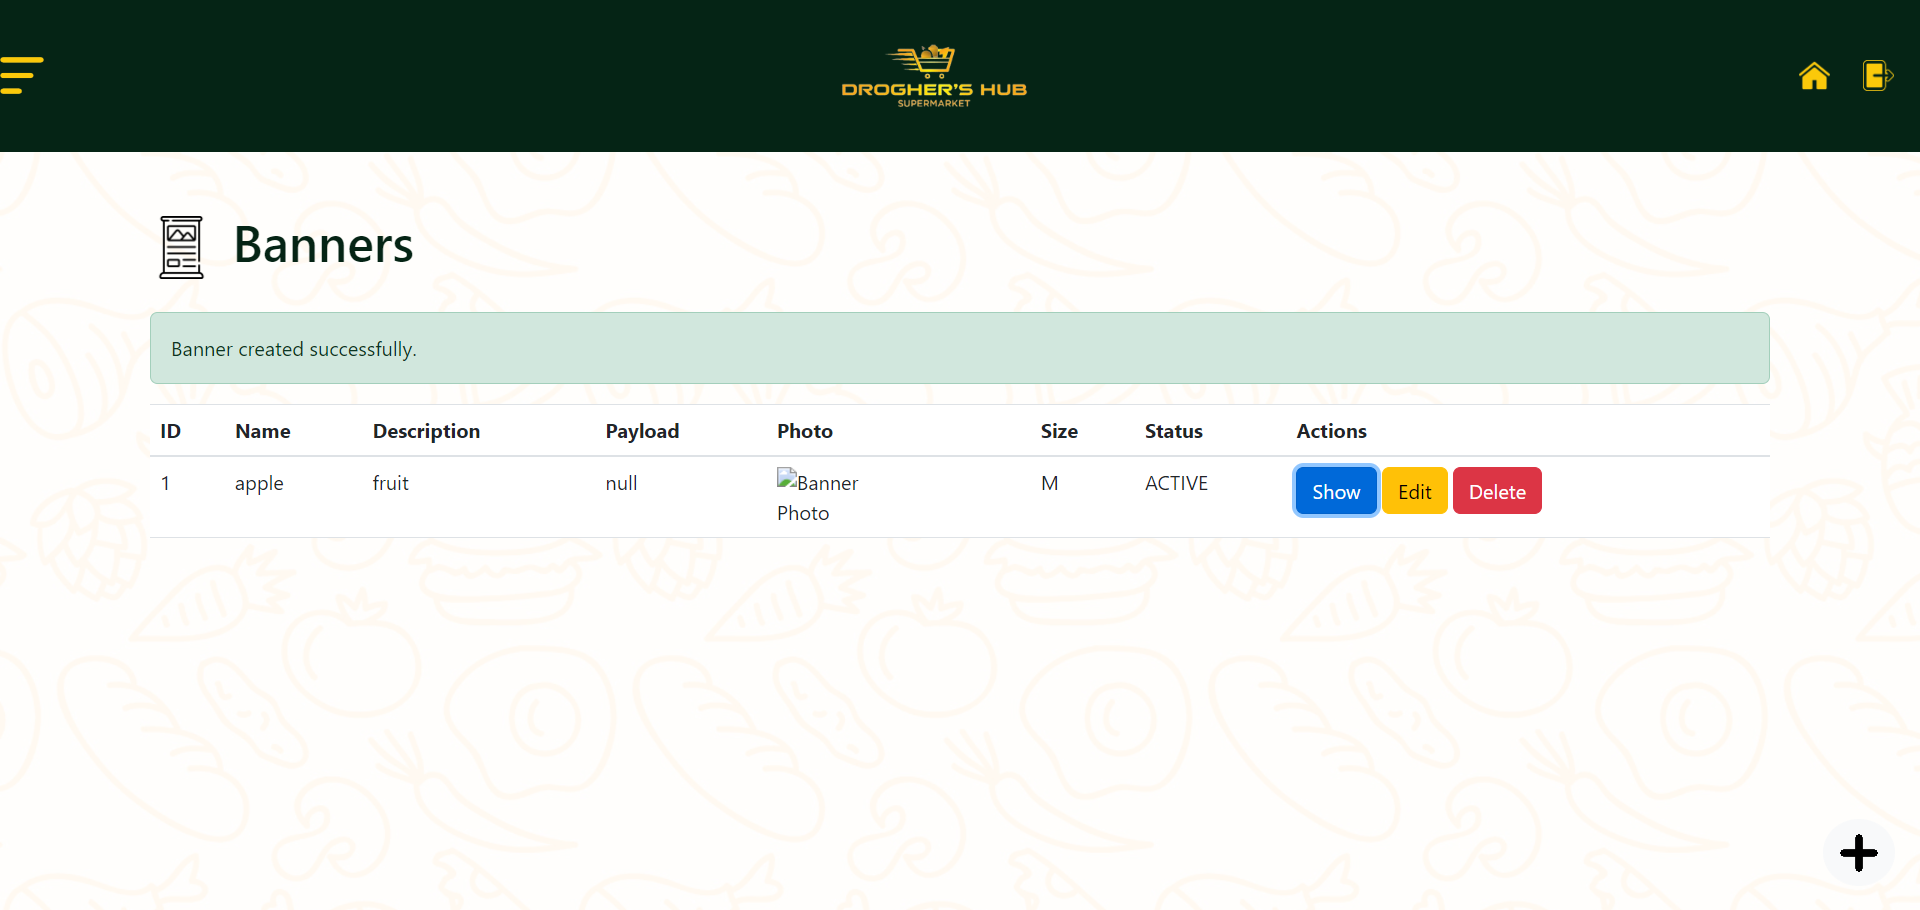 DROGHER'S HUB
SUPERMARKET
Banners
Banner created successfully.
ID Name Description Payload Photo Size Status Actions
1 apple fruit null Banner Photo M ACTIVE Show Edit Delete